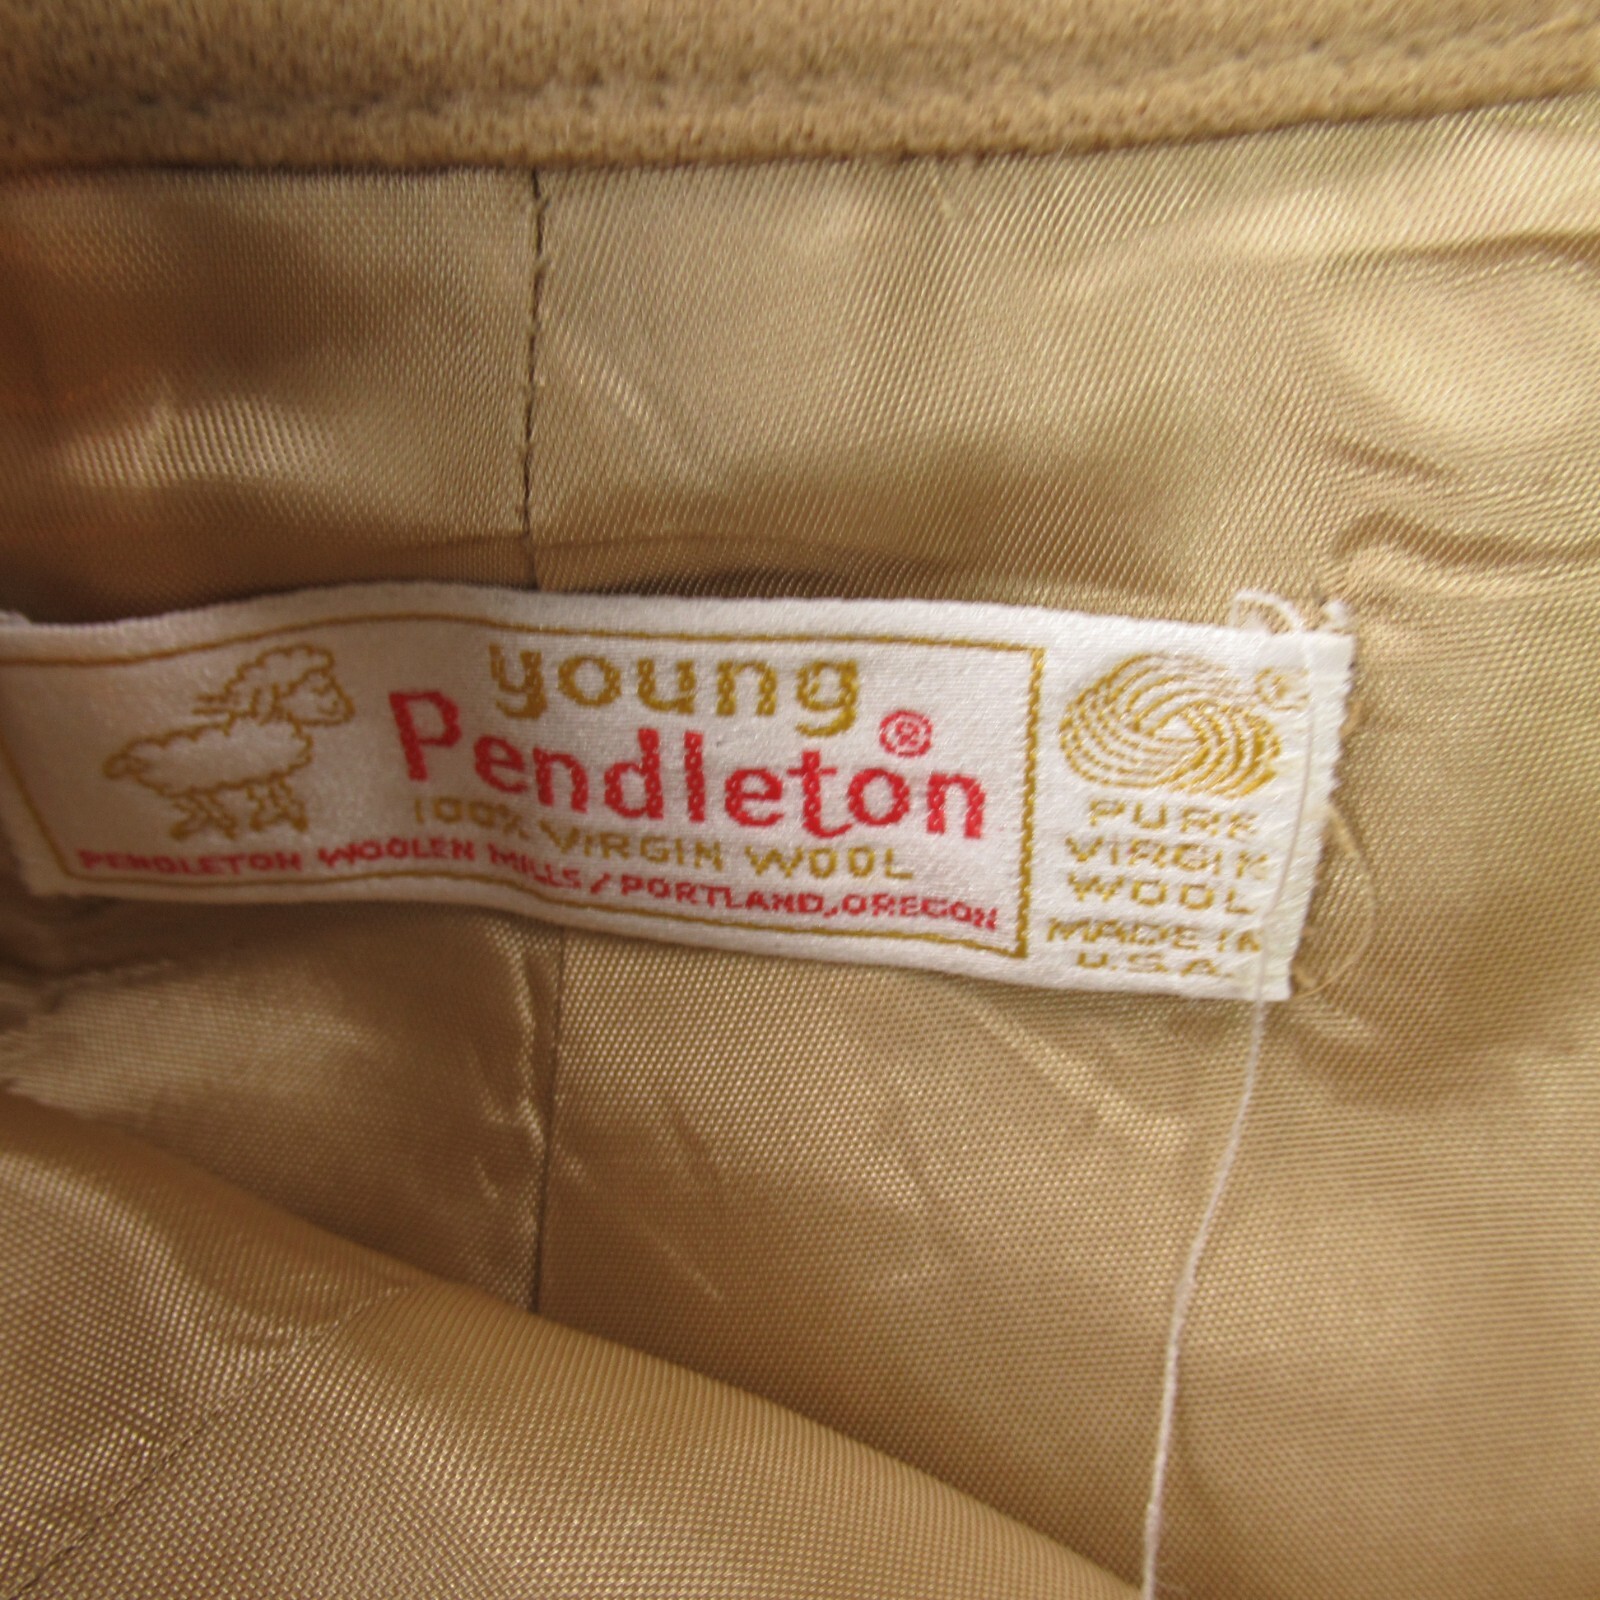 young
Pendleton®
100% VIRGIN WOOL
PENDLETON WOOLEN MILLS / PORTLAND, OREGON
PURE
VIRGIN
WOOL
MADE IN
U.S.A.